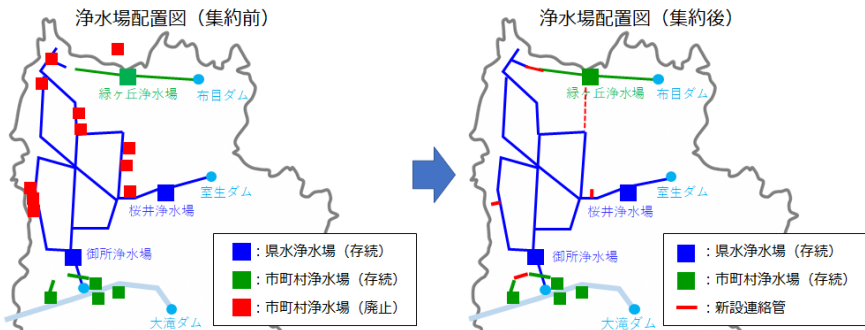 浄水場配置図（集約前）
緑ヶ丘浄水場
布目ダム
室生ダム
桜井浄水場
御所浄水場
大滝ダム
：県水浄水場（存続）
：市町村浄水場（存続）
：市町村浄水場（廃止）
浄水場配置図（集約後）
緑ヶ丘浄水場
布目ダム
室生ダム
桜井浄水場
御所浄水場
大滝ダム
：県水浄水場（存続）
：市町村浄水場（存続）
：新設連絡管